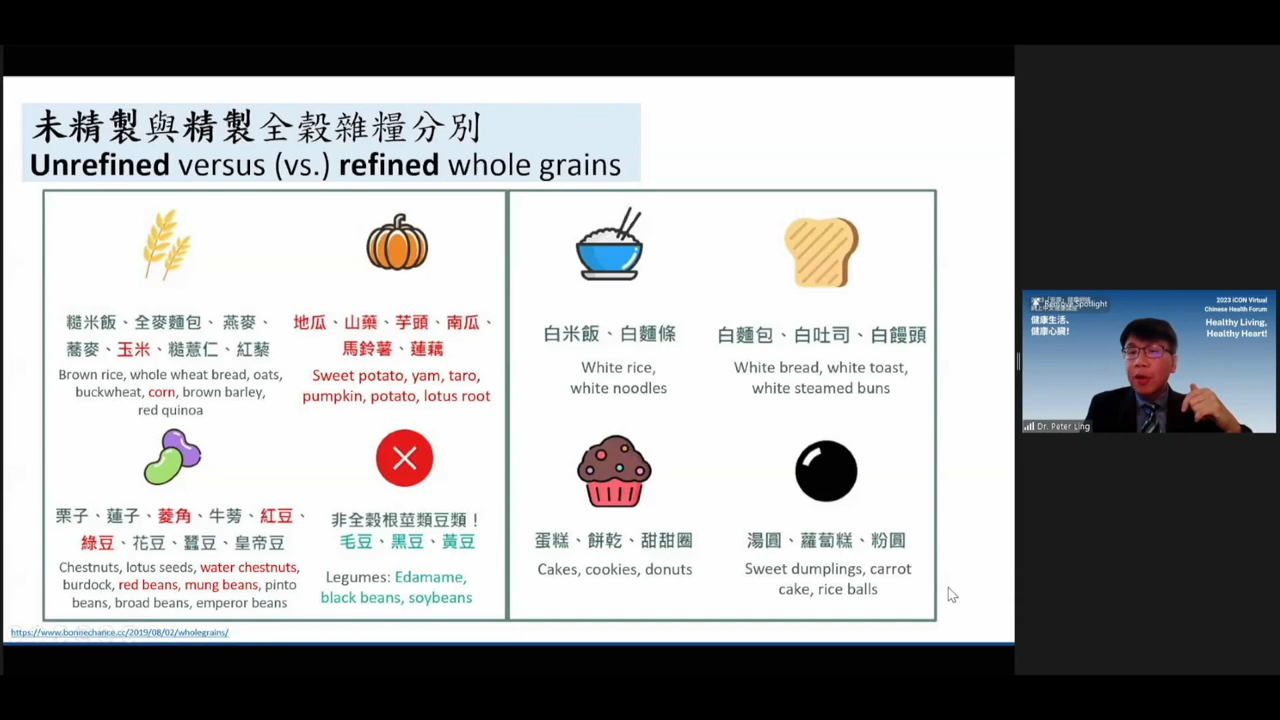 未精製與精製全穀雜糧分別
Unrefined versus (vs.) refined whole grains
糙米飯、全麥麵包、燕麥、
蕎麥、玉米、糙薏仁、紅藜
Brown rice, whole wheat bread, oats,
buckwheat, corn, brown barley,
red quinoa
地瓜、山藥、芋頭、南瓜、
馬鈴薯、蓮藕
Sweet potato, yam, taro,
pumpkin, potato, lotus root
栗子、蓮子、菱角、牛蒡、紅豆、
綠豆、花豆、蠶豆、皇帝豆
Chestnuts, lotus seeds, water chestnuts,
burdock, red beans, mung beans, pinto
beans, broad beans, emperor beans
非全穀根莖類豆類！
毛豆、黑豆、黃豆
Legumes: Edamame,
black beans, soybeans
白米飯、白麵條
White rice,
white noodles
白麵包、白吐司、白饅頭
White bread, white toast,
white steamed buns
蛋糕、餅乾、甜甜圈
Cakes, cookies, donuts
湯圓、蘿蔔糕、粉圓
Sweet dumplings, carrot
cake, rice balls
https://www.bonnechance.cc/2019/08/02/wholegrains/
Remove Spotlight
健康生活、
健康心臟!
2023 iCON Virtual
Chinese Health Forum
Healthy Living,
Healthy Heart!
Dr. Peter Ling